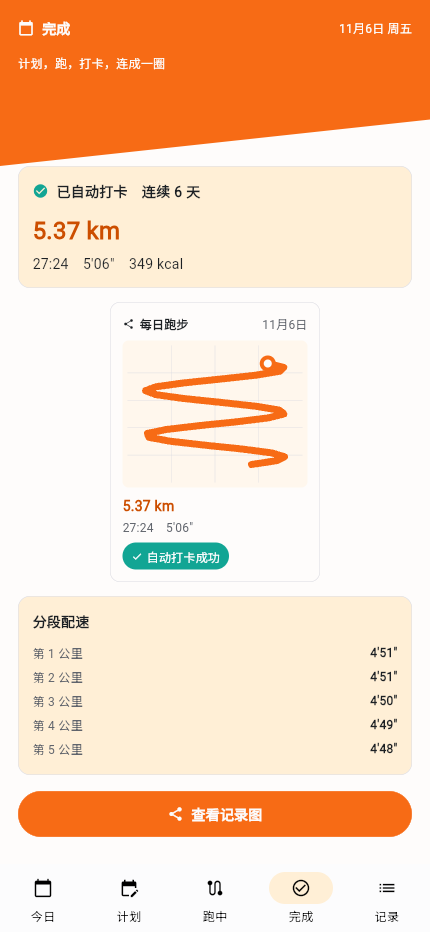 完成
11月6日 周五
计划，跑，打卡，连成一圈
已自动打卡 连续 6 天
5.37 km
27:24 5'06" 349 kcal
每日跑步 11月6日
5.37 km
27:24 5'06"
自动打卡成功
分段配速
第 1 公里 4'51"
第 2 公里 4'51"
第 3 公里 4'50"
第 4 公里 4'49"
第 5 公里 4'48"
查看记录图
今日 计划 跑中 完成 记录